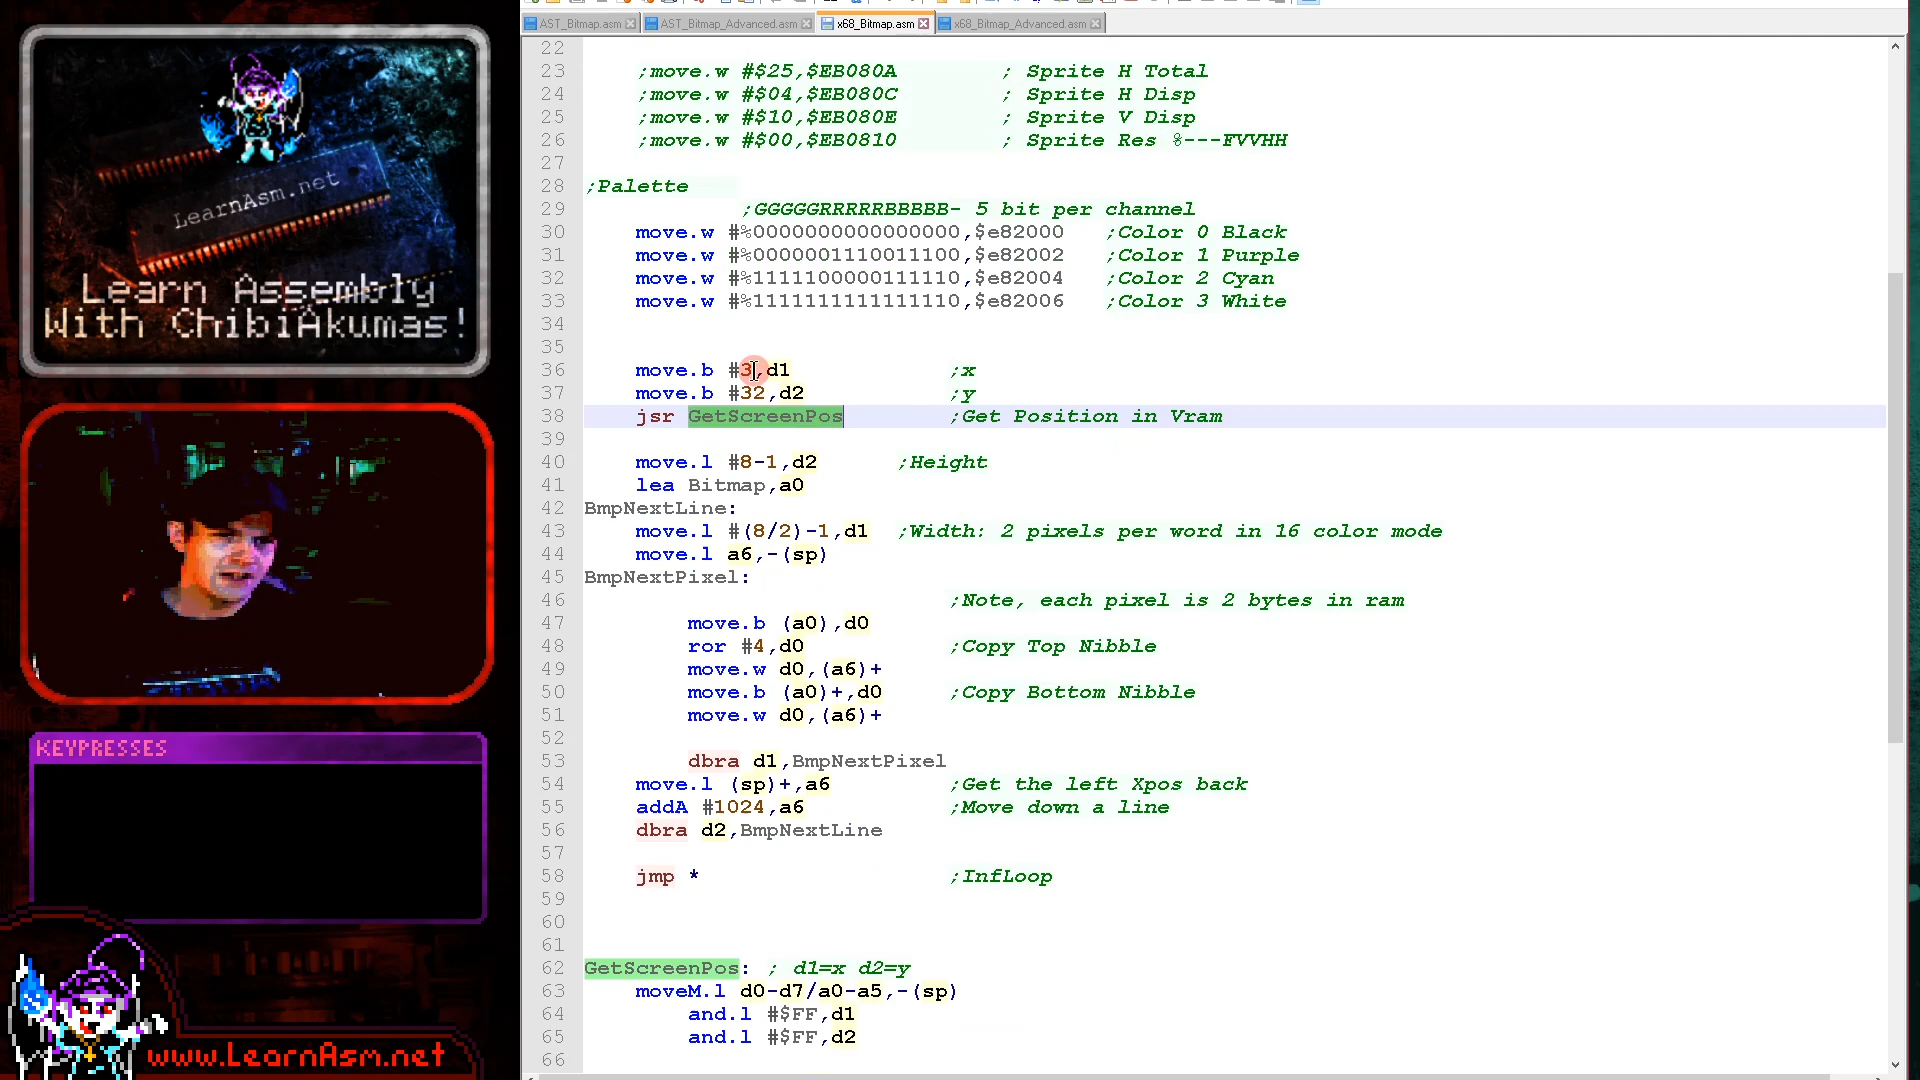 LearnAsm.net
Learn Assembly
With ChibiAkumas!
KEYPRESSES
www.LearnAsm.net
AST_Bitmap.asm
AST_Bitmap_Advanced.asm
x68_Bitmap.asm
x68_Bitmap_Advanced.asm
22
23 ;move.w #$25,$EB080A ; Sprite H Total
24 ;move.w #$04,$EB080C ; Sprite H Disp
25 ;move.w #$10,$EB080E ; Sprite V Disp
26 ;move.w #$00,$EB0810 ; Sprite Res %---FVVHH
27
28 ;Palette
29 ;GGGGGRRRRRBBBBB- 5 bit per channel
30 move.w #%0000000000000000,$e82000 ;Color 0 Black
31 move.w #%0000001110011100,$e82002 ;Color 1 Purple
32 move.w #%1111100000111110,$e82004 ;Color 2 Cyan
33 move.w #%1111111111111110,$e82006 ;Color 3 White
34
35
36 move.b #3,d1 ;x
37 move.b #32,d2 ;y
38 jsr GetScreenPos ;Get Position in Vram
39
40 move.l #8-1,d2 ;Height
41 lea Bitmap,a0
42 BmpNextLine:
43 move.l #(8/2)-1,d1 ;Width: 2 pixels per word in 16 color mode
44 move.l a6,-(sp)
45 BmpNextPixel:
46 ;Note, each pixel is 2 bytes in ram
47 move.b (a0),d0
48 ror #4,d0 ;Copy Top Nibble
49 move.w d0,(a6)+
50 move.b (a0)+,d0 ;Copy Bottom Nibble
51 move.w d0,(a6)+
52
53 dbra d1,BmpNextPixel
54 move.l (sp)+,a6 ;Get the left Xpos back
55 addA #1024,a6 ;Move down a line
56 dbra d2,BmpNextLine
57
58 jmp * ;InfLoop
59
60
61
62 GetScreenPos: ; d1=x d2=y
63 moveM.l d0-d7/a0-a5,-(sp)
64 and.l #$FF,d1
65 and.l #$FF,d2
66